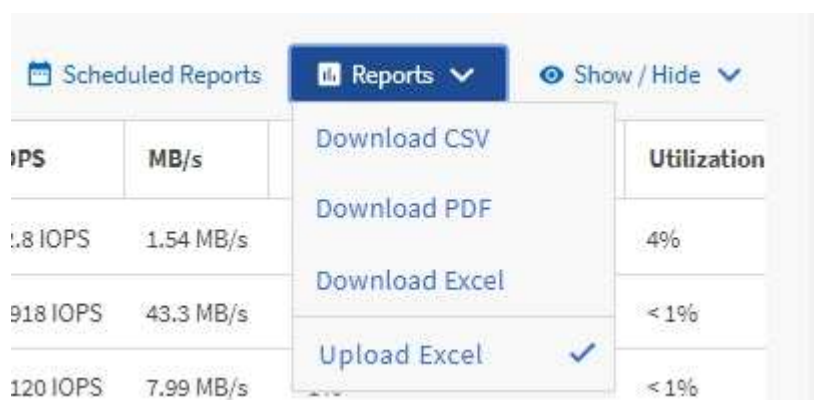 Scheduled Reports Reports Show / Hide
MB/s Utilization
Download CSV
Download PDF
1.54 MB/s 4%
Download Excel
918 IOPS 43.3 MB/s < 1%
Upload Excel
120 IOPS 7.99 MB/s < 1%